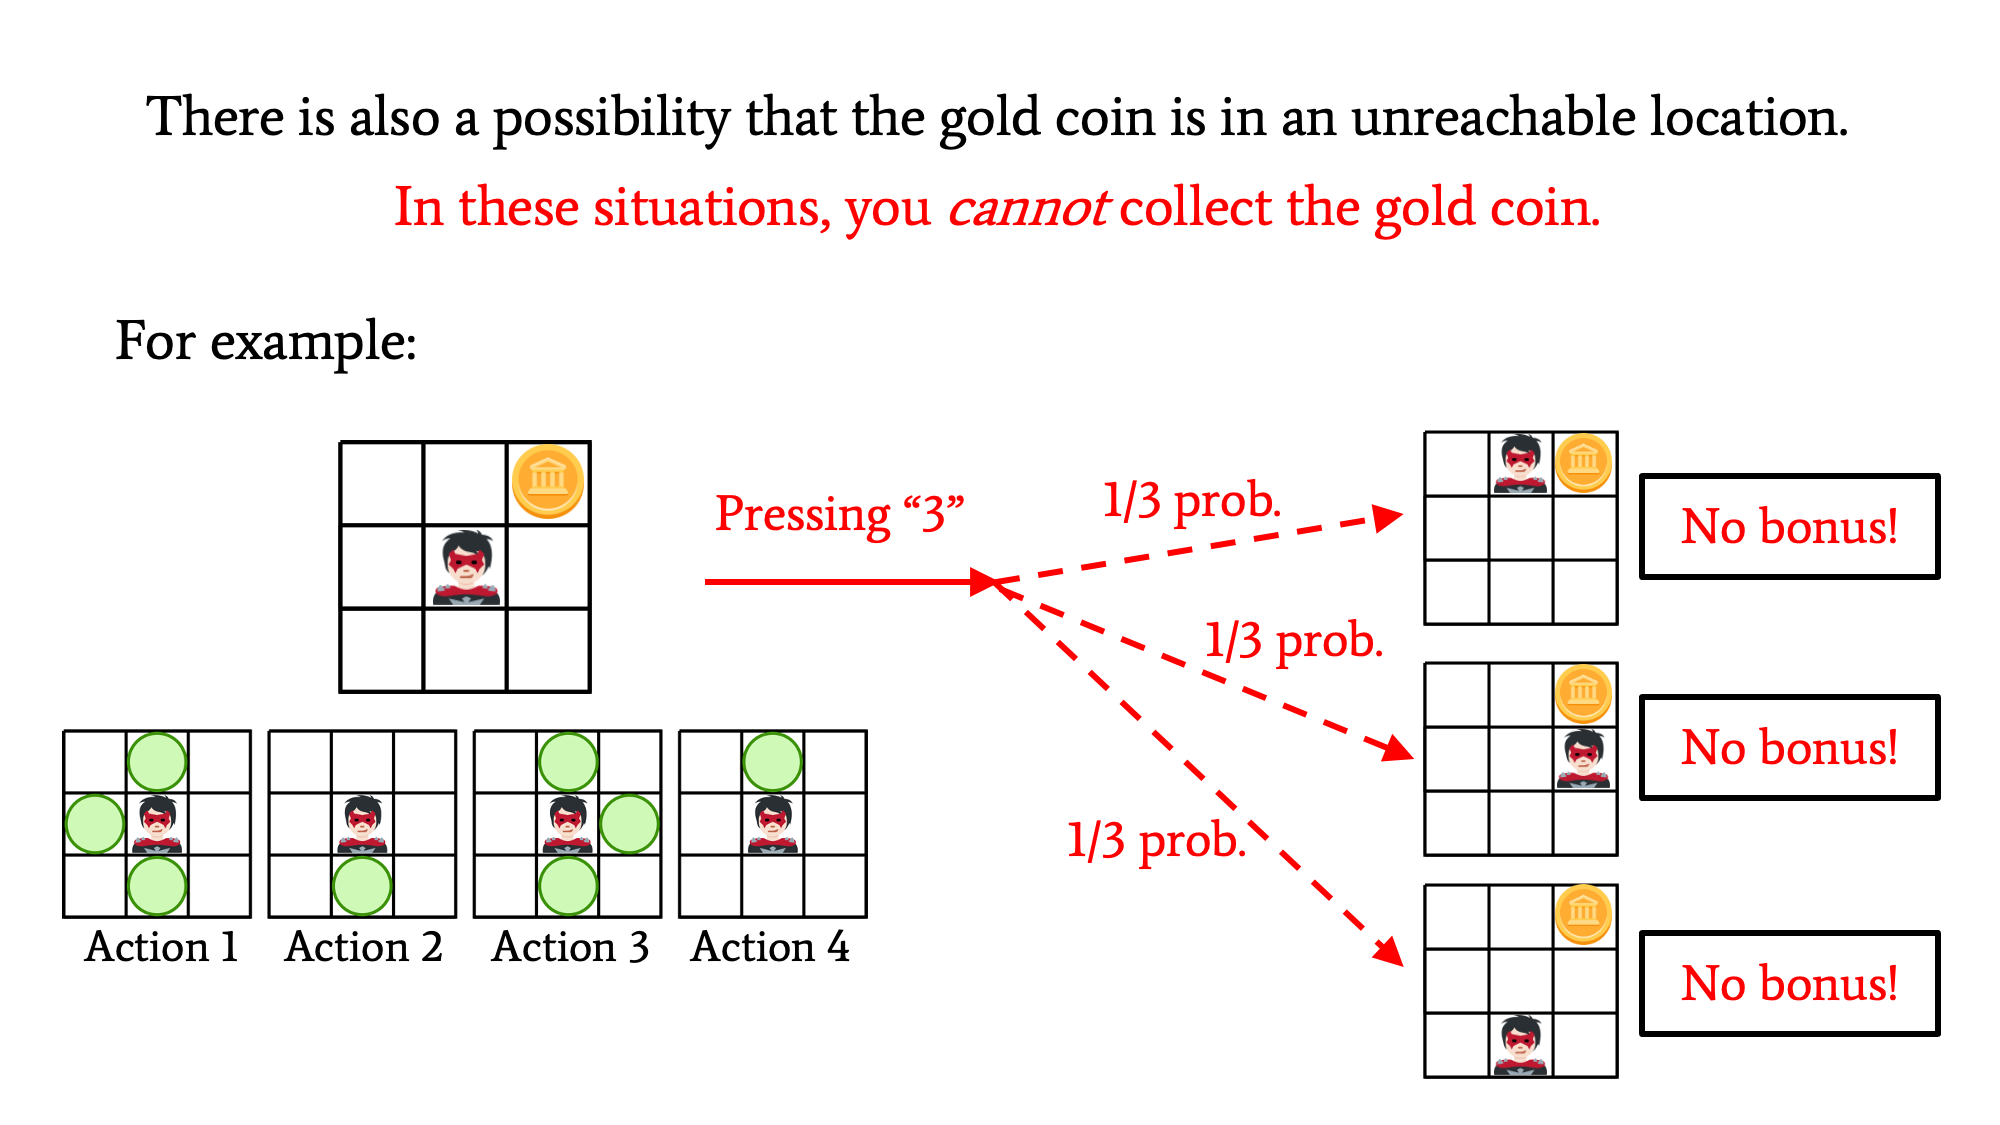 There is also a possibility that the gold coin is in an unreachable location.
In these situations, you cannot collect the gold coin.
For example:
Pressing “3”
1/3 prob.
No bonus!
1/3 prob.
No bonus!
1/3 prob.
No bonus!
Action 1
Action 2
Action 3
Action 4